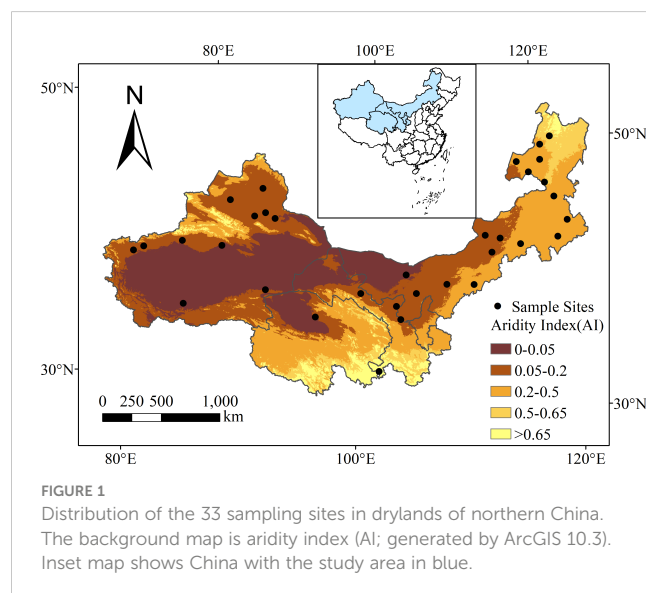 80°E 100°E 120°E
50°N
N
50°N
Sample Sites
Aridity Index(AI)
0-0.05
0.05-0.2
0.2-0.5
0.5-0.65
>0.65
30°N
30°N
0 250 500 1,000
km
80°E 100°E 120°E
FIGURE 1
Distribution of the 33 sampling sites in drylands of northern China.
The background map is aridity index (AI; generated by ArcGIS 10.3).
Inset map shows China with the study area in blue.